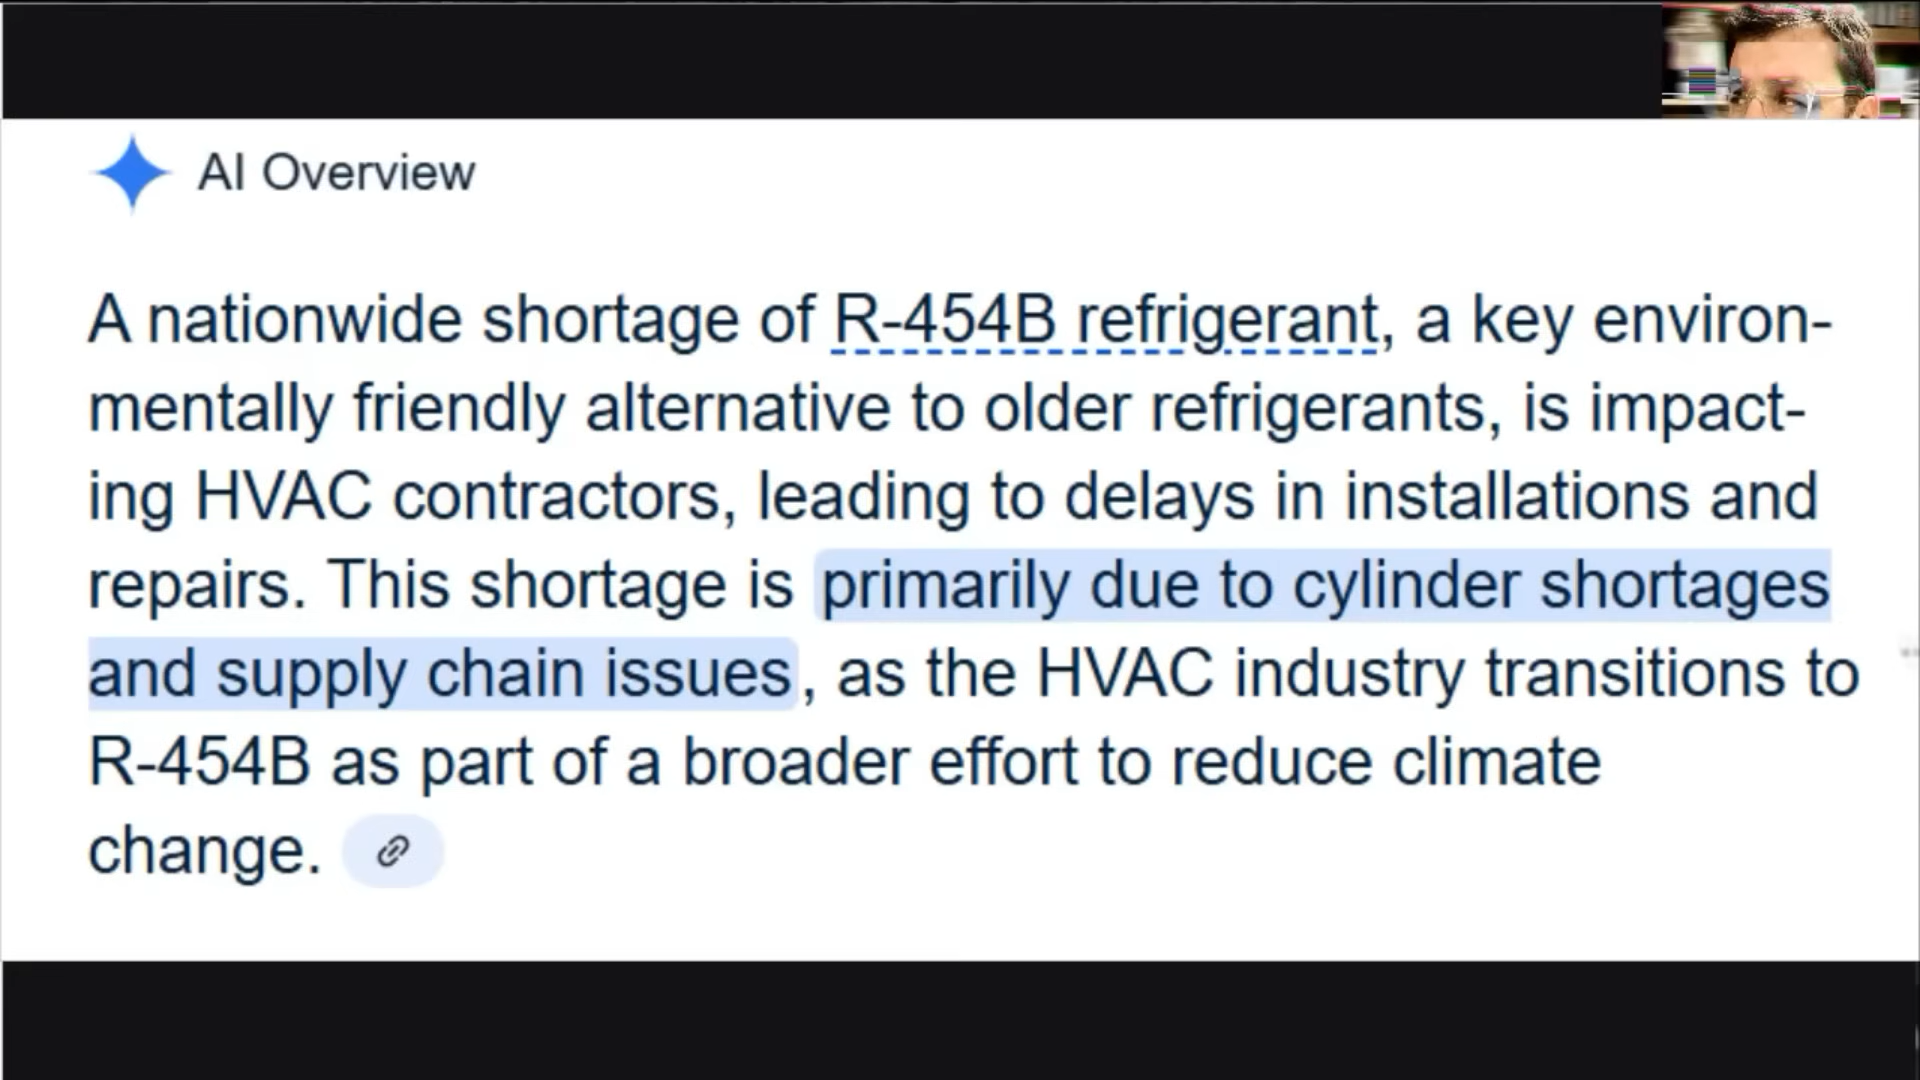 AI Overview
A nationwide shortage of R-454B refrigerant, a key environ-
mentally friendly alternative to older refrigerants, is impact-
ing HVAC contractors, leading to delays in installations and
repairs. This shortage is primarily due to cylinder shortages
and supply chain issues, as the HVAC industry transitions to
R-454B as part of a broader effort to reduce climate
change.